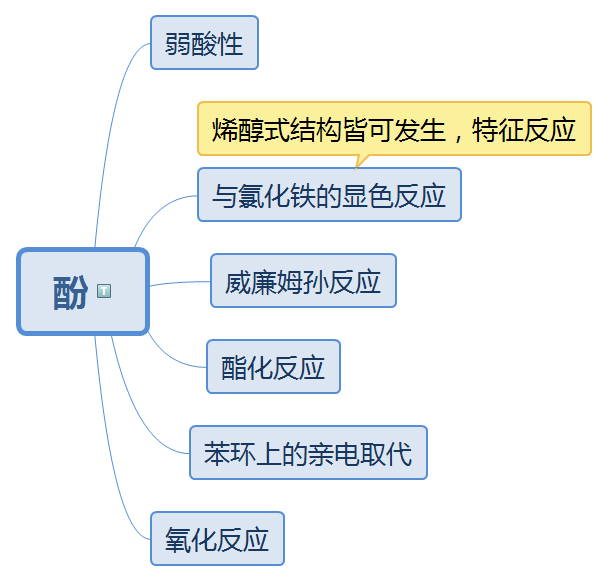 弱酸性
烯醇式结构皆可发生，特征反应
与氯化铁的显色反应
酚 T
威廉姆孙反应
酯化反应
苯环上的亲电取代
氧化反应